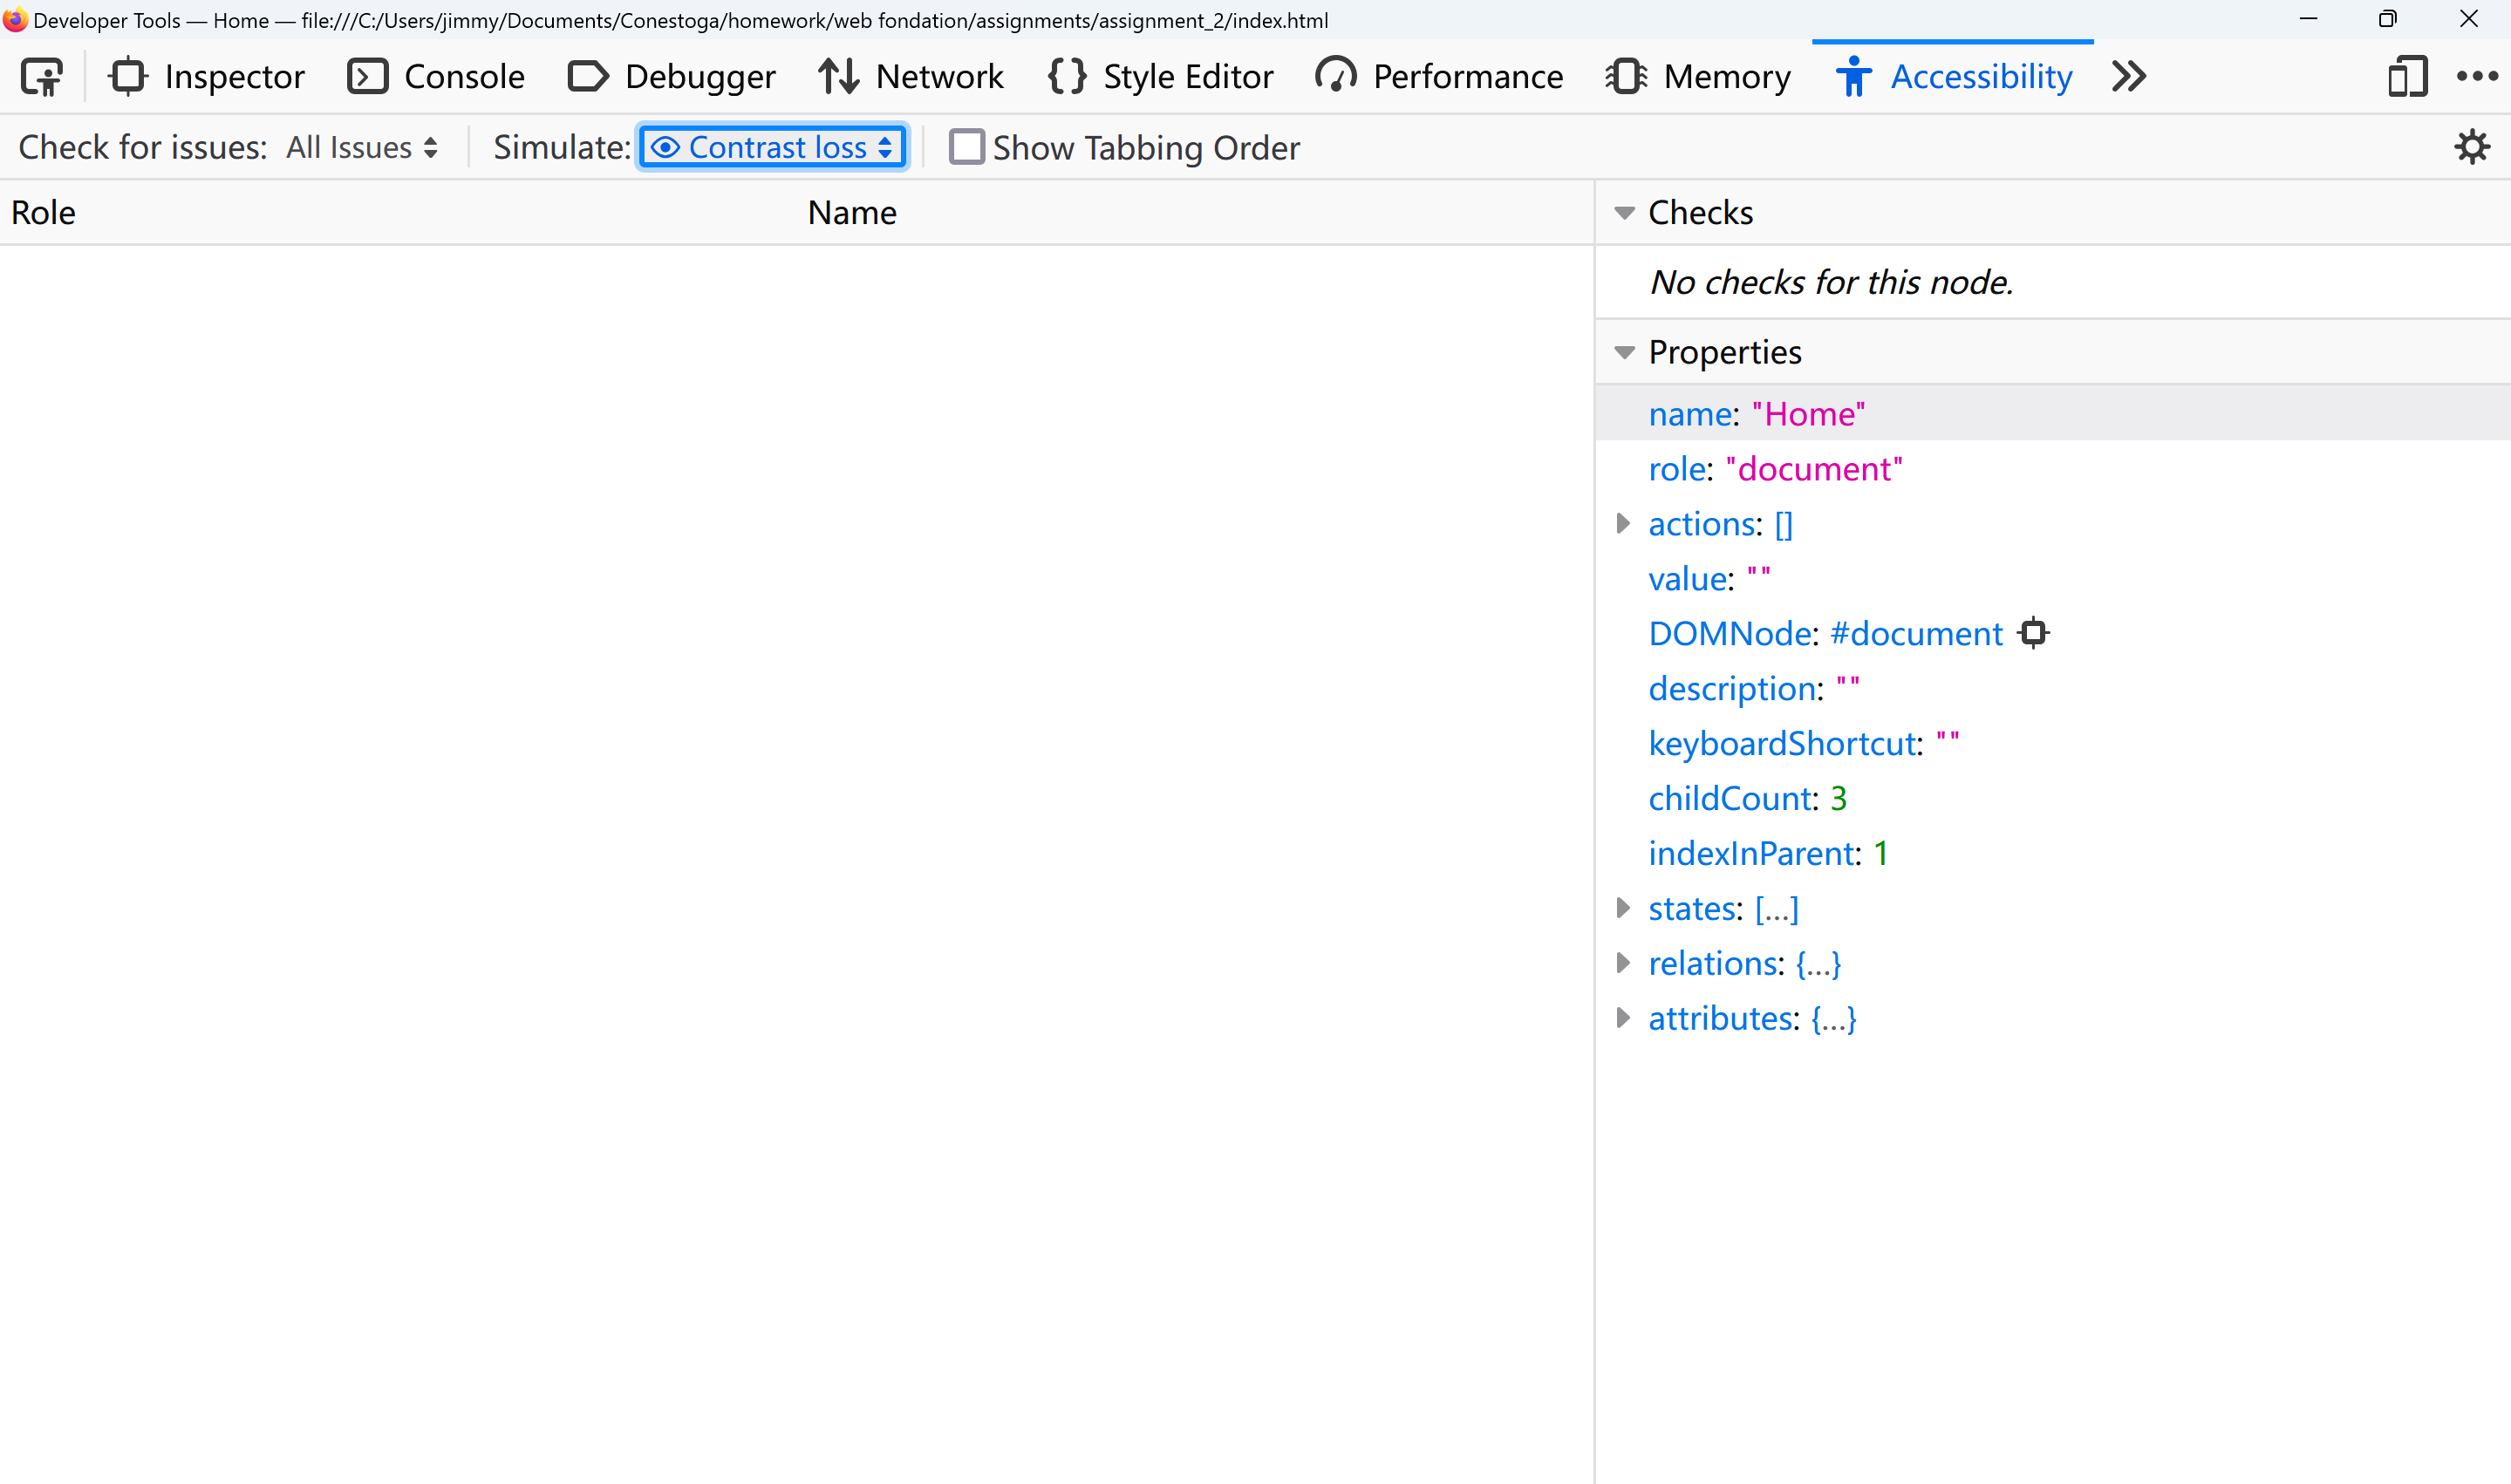 Developer Tools — Home — file:///C:/Users/jimmy/Documents/Conestoga/homework/web fondation/assignments/assignment_2/index.html
Inspector Console Debugger Network Style Editor Performance Memory Accessibility
Check for issues: All Issues Simulate: Contrast loss Show Tabbing Order
Role Name
Checks
No checks for this node.
Properties
name: "Home"
role: "document"
actions: []
value: ""
DOMNode: #document
description: ""
keyboardShortcut: ""
childCount: 3
indexInParent: 1
states: […]
relations: {…}
attributes: {…}